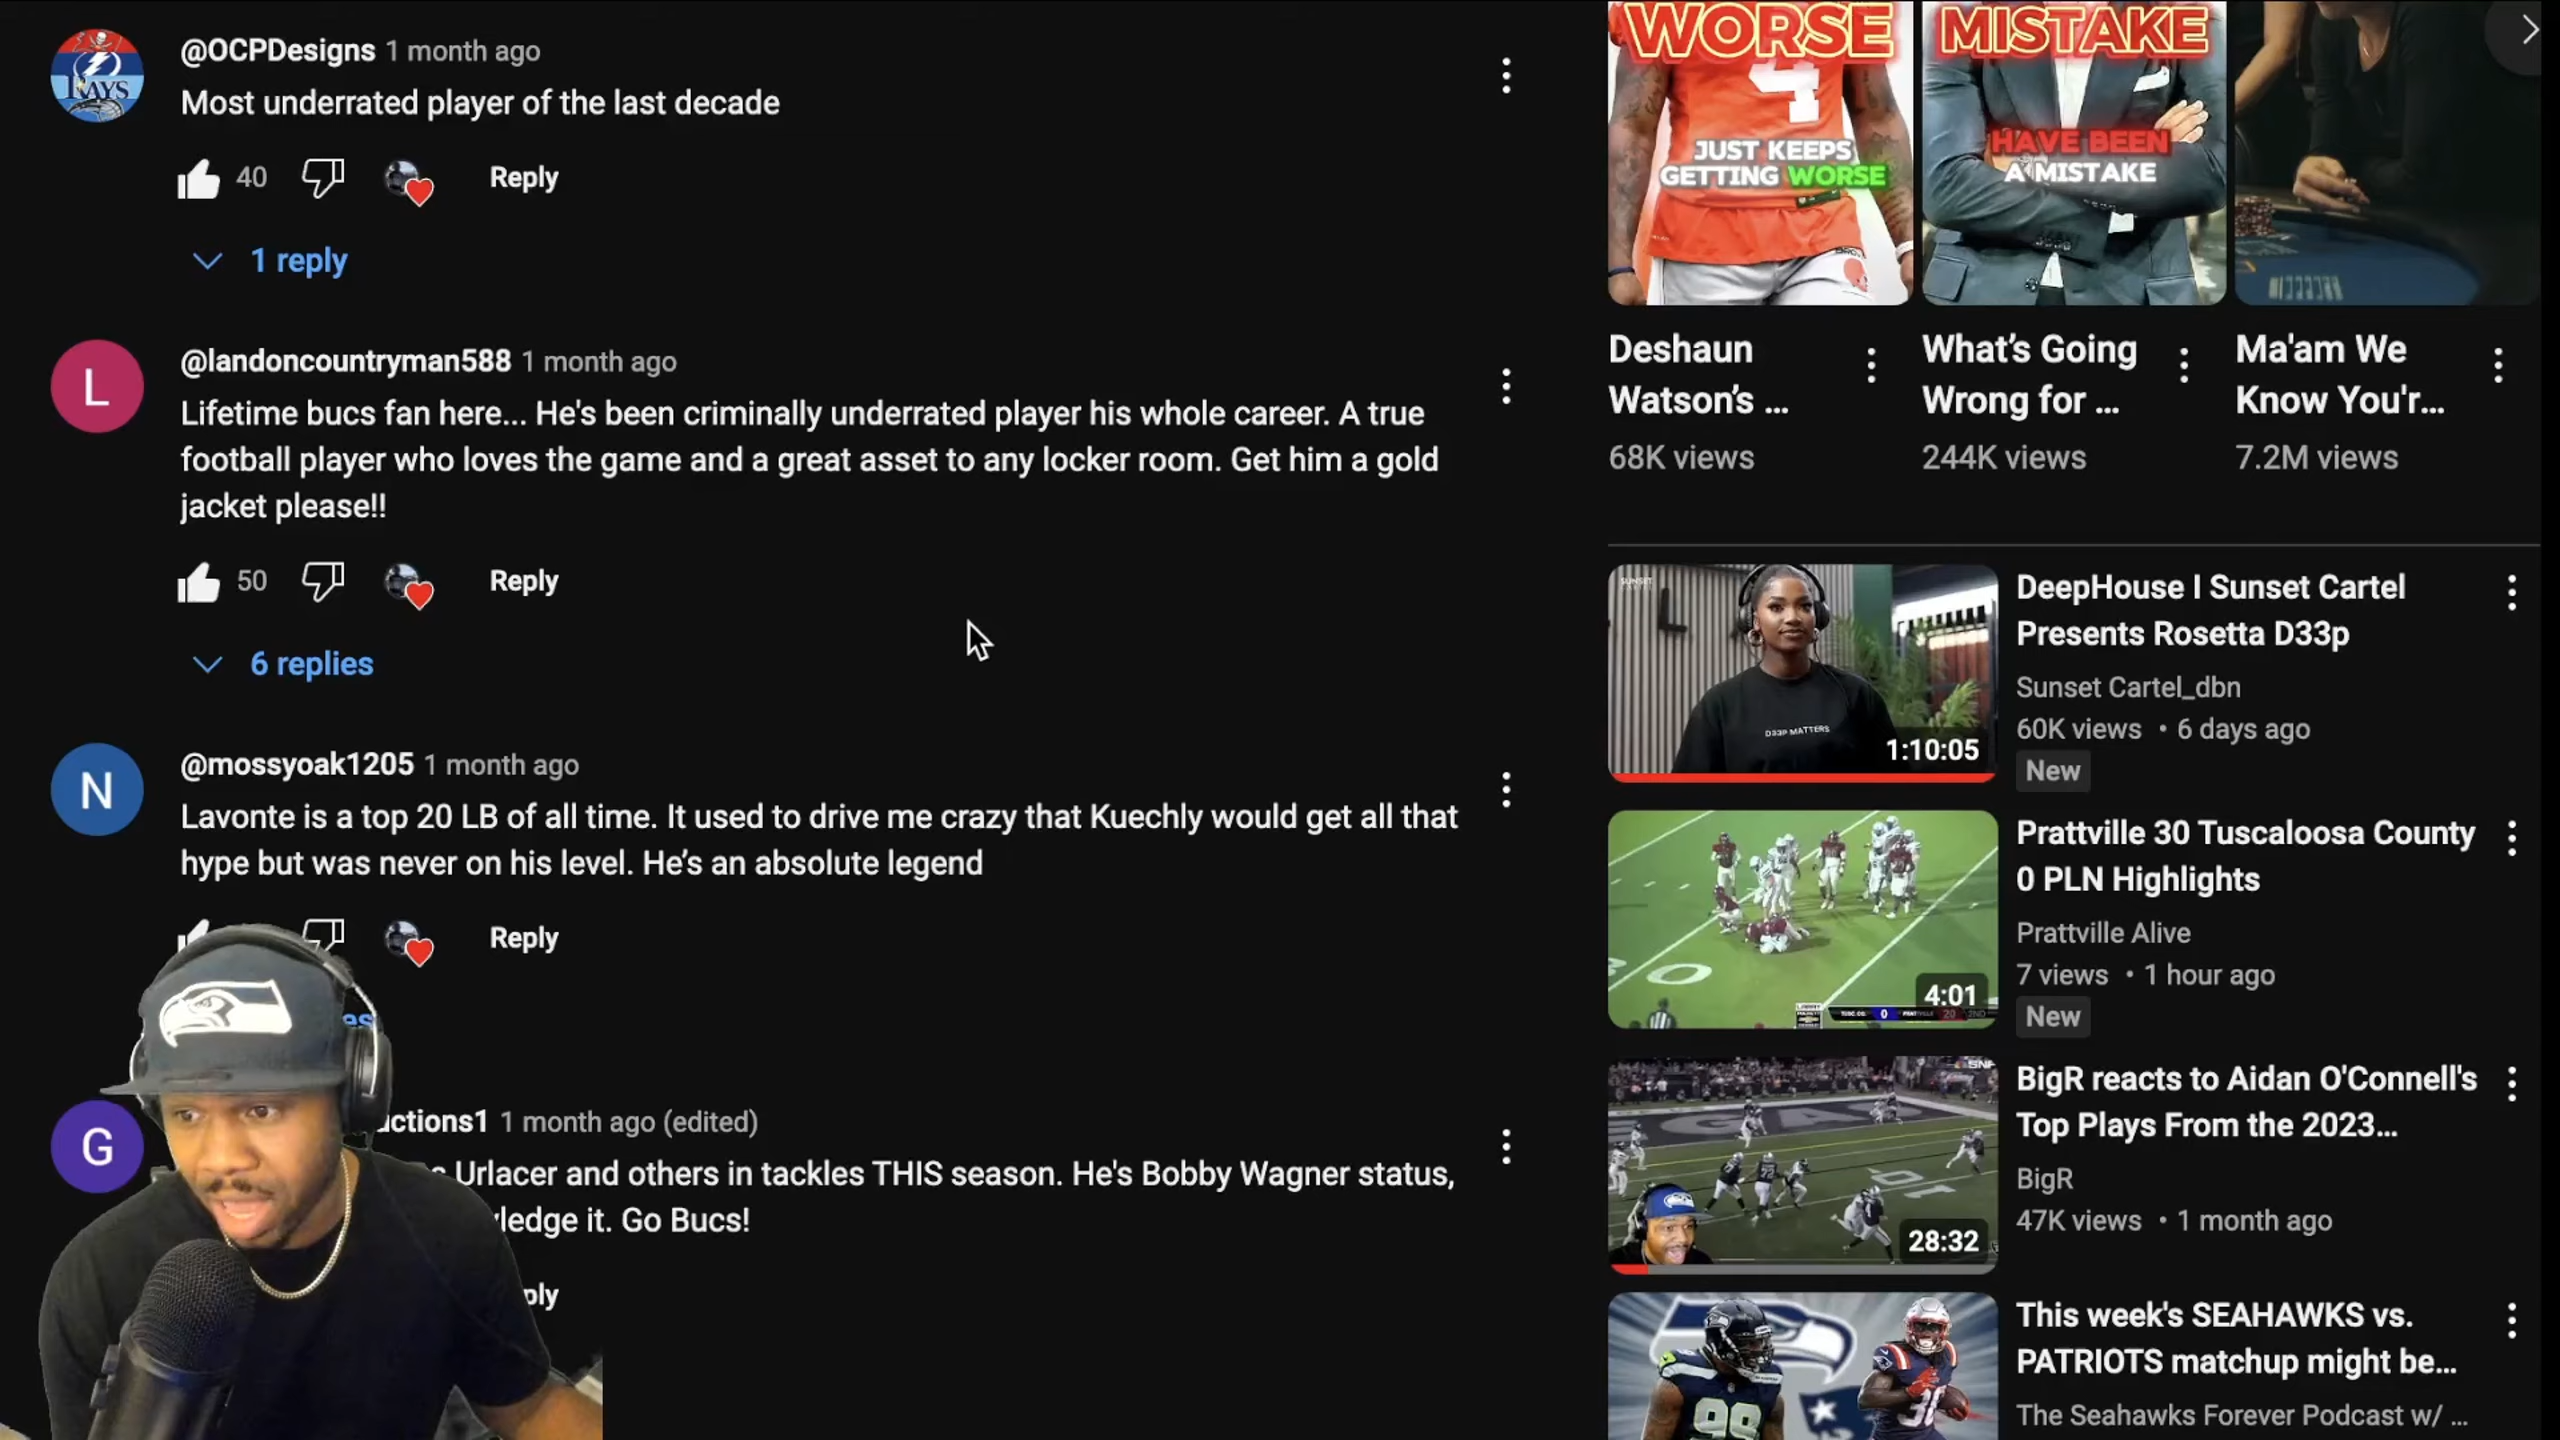 @OCPDesigns 1 month ago
Most underrated player of the last decade
40
Reply
1 reply
L
@landoncountryman588 1 month ago
Lifetime bucs fan here... He's been criminally underrated player his whole career. A true
football player who loves the game and a great asset to any locker room. Get him a gold
jacket please!!
50
Reply
6 replies
N
@mossyoak1205 1 month ago
Lavonte is a top 20 LB of all time. It used to drive me crazy that Kuechly would get all that
hype but was never on his level. He's an absolute legend
Reply
es
G
ctions1 1 month ago (edited)
Urlacer and others in tackles THIS season. He's Bobby Wagner status,
ledge it. Go Bucs!
ply
RAYS
WORSE
4
JUST KEEPS
GETTING WORSE
Deshaun
Watson's ...
68K views
MISTAKE
HAVE BEEN
A MISTAKE
What's Going
Wrong for ...
244K views
Ma'am We
Know You'r...
7.2M views
SUNSET
CARTEL
D33P MATTERS
1:10:05
DeepHouse I Sunset Cartel
Presents Rosetta D33p
Sunset Cartel_dbn
60K views • 6 days ago
New
4:01
Prattville 30 Tuscaloosa County
0 PLN Highlights
Prattville Alive
7 views • 1 hour ago
New
28:32
BigR reacts to Aidan O'Connell's
Top Plays From the 2023...
BigR
47K views • 1 month ago
This week's SEAHAWKS vs.
PATRIOTS matchup might be...
The Seahawks Forever Podcast w/ ...